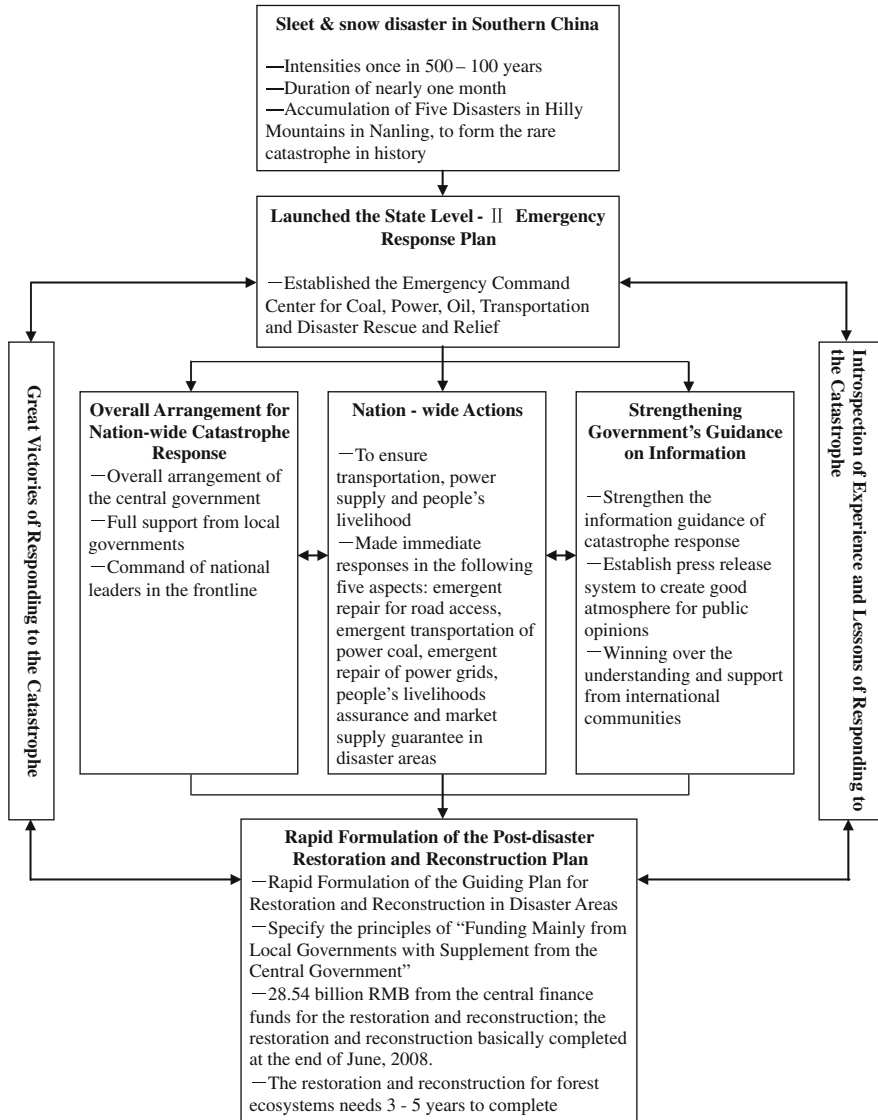 Sleet & snow disaster in Southern China
—Intensities once in 500 – 100 years
—Duration of nearly one month
—Accumulation of Five Disasters in Hilly
Mountains in Nanling, to form the rare
catastrophe in history
Launched the State Level - Ⅱ Emergency
Response Plan
—Established the Emergency Command
Center for Coal, Power, Oil, Transportation
and Disaster Rescue and Relief
Great Victories of Responding to the Catastrophe
Overall Arrangement for
Nation-wide Catastrophe
Response
—Overall arrangement of
the central government
—Full support from local
governments
—Command of national
leaders in the frontline
Nation - wide Actions
—To ensure
transportation, power
supply and people’s
livelihood
—Made immediate
responses in the following
five aspects: emergent
repair for road access,
emergent transportation of
power coal, emergent
repair of power grids,
people’s livelihoods
assurance and market
supply guarantee in
disaster areas
Strengthening
Government’s Guidance
on Information
—Strengthen the
information guidance of
catastrophe response
—Establish press release
system to create good
atmosphere for public
opinions
—Winning over the
understanding and support
from international
communities
Introspection of Experience and Lessons of Responding to
the Catastrophe
Rapid Formulation of the Post-disaster
Restoration and Reconstruction Plan
—Rapid Formulation of the Guiding Plan for
Restoration and Reconstruction in Disaster Areas
—Specify the principles of “Funding Mainly from
Local Governments with Supplement from the
Central Government”
—28.54 billion RMB from the central finance
funds for the restoration and reconstruction; the
restoration and reconstruction basically completed
at the end of June, 2008.
—The restoration and reconstruction for forest
ecosystems needs 3 - 5 years to complete